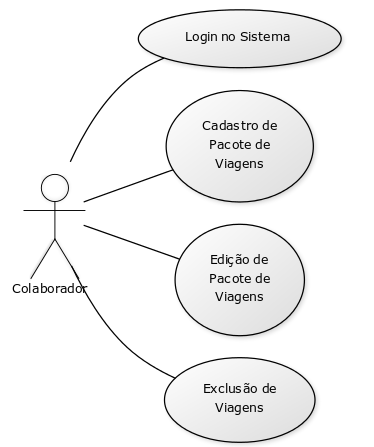 Login no Sistema
Cadastro de
Pacote de
Viagens
Edição de
Pacote de
Viagens
Colaborador
Exclusão de
Viagens